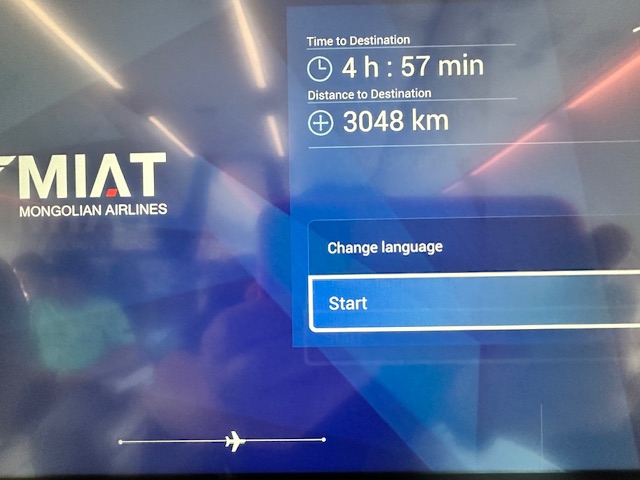 Time to Destination
4 h : 57 min
Distance to Destination
3048 km
MIAT
MONGOLIAN AIRLINES
Change language
Start